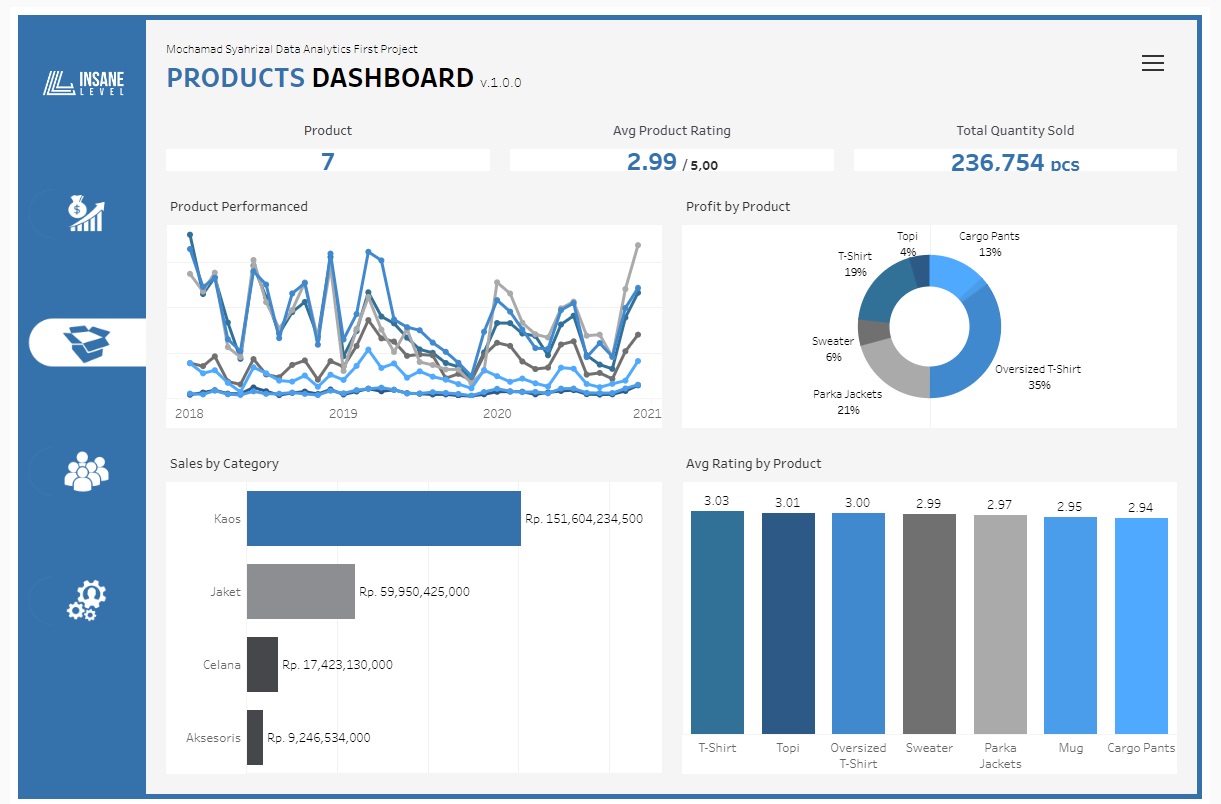 INSANE
LEVEL
Mochamad Syahrizal Data Analytics First Project
PRODUCTS DASHBOARD v.1.0.0
Product
7
Avg Product Rating
2.99 / 5,00
Total Quantity Sold
236,754 DCS
Product Performanced
2018 2019 2020 2021
Profit by Product
Topi
4%
Cargo Pants
13%
T-Shirt
19%
Sweater
6%
Oversized T-Shirt
35%
Parka Jackets
21%
Sales by Category
Kaos Rp. 151,604,234,500
Jaket Rp. 59,950,425,000
Celana Rp. 17,423,130,000
Aksesoris Rp. 9,246,534,000
Avg Rating by Product
3.03 3.01 3.00 2.99 2.97 2.95 2.94
T-Shirt Topi Oversized Sweater Parka Mug Cargo Pants
T-Shirt Jackets